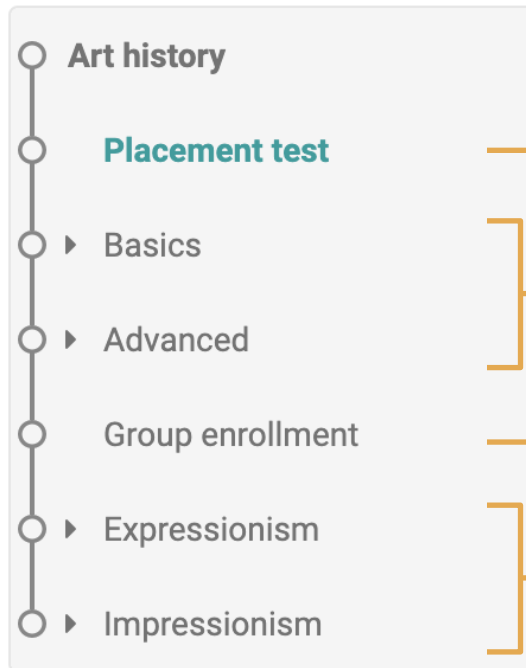 Art history
Placement test
Basics
Advanced
Group enrollment
Expressionism
Impressionism